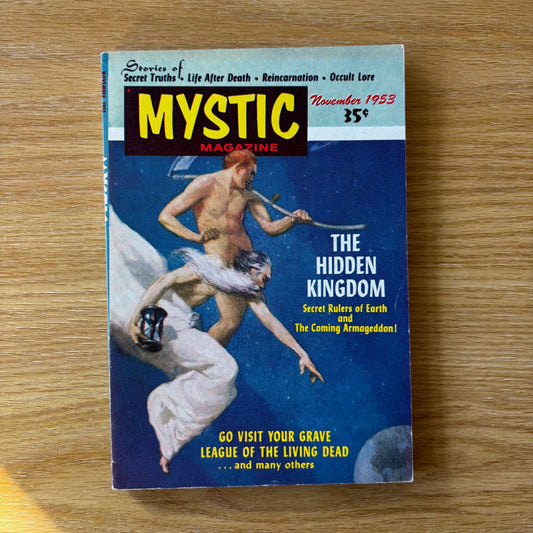 Stories of
Secret Truths • Life After Death • Reincarnation • Occult Lore
MYSTIC
MAGAZINE
November 1953
35¢
THE
HIDDEN
KINGDOM
Secret Rulers of Earth
and
The Coming Armageddon!
GO VISIT YOUR GRAVE
LEAGUE OF THE LIVING DEAD
...and many others